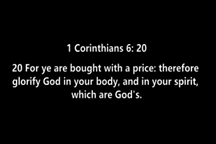 1 Corinthians 6: 20
20 For ye are bought with a price: therefore
glorify God in your body, and in your spirit,
which are God's.